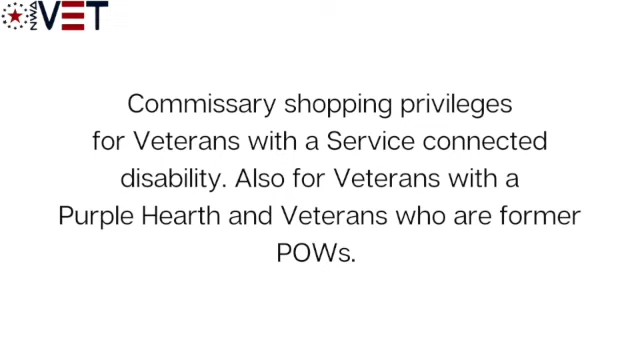 NWA VET
Commissary shopping privileges
for Veterans with a Service connected
disability. Also for Veterans with a
Purple Hearth and Veterans who are former
POWs.